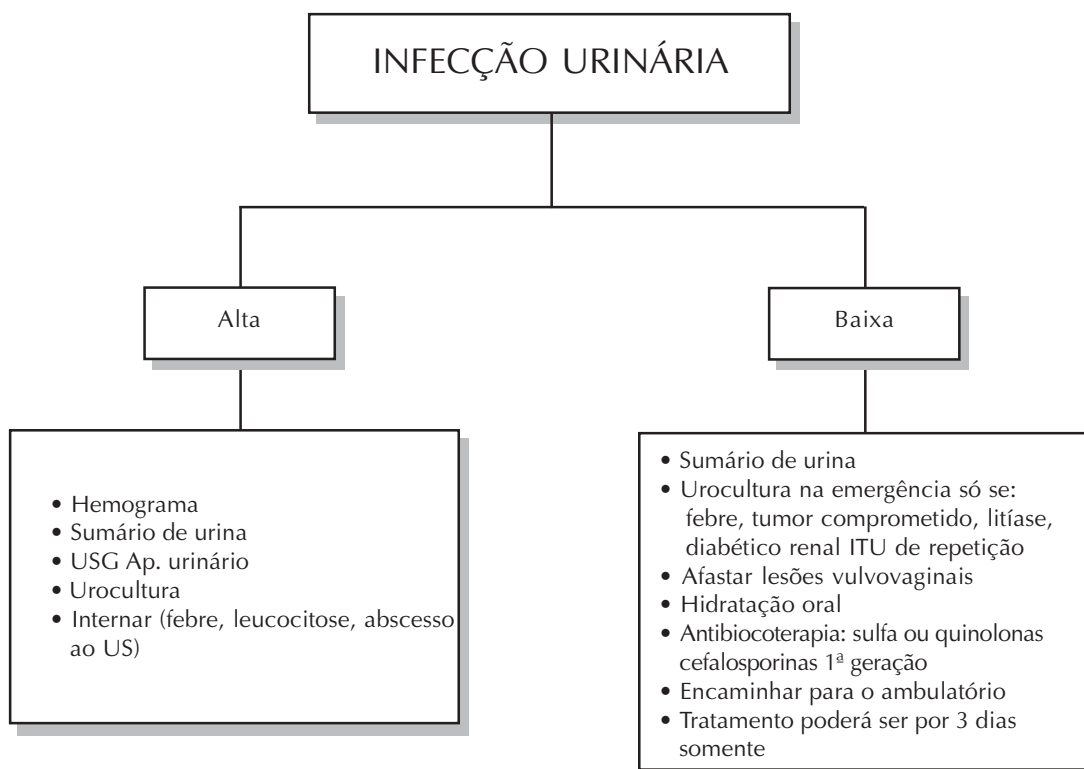 INFECÇÃO URINÁRIA
Alta
Baixa
• Hemograma
• Sumário de urina
• USG Ap. urinário
• Urocultura
• Internar (febre, leucocitose, abscesso
ao US)
• Sumário de urina
• Urocultura na emergência só se:
febre, tumor comprometido, litíase,
diabético renal ITU de repetição
• Afastar lesões vulvovaginais
• Hidratação oral
• Antibiocoterapia: sulfa ou quinolonas
cefalosporinas 1ª geração
• Encaminhar para o ambulatório
• Tratamento poderá ser por 3 dias
somente